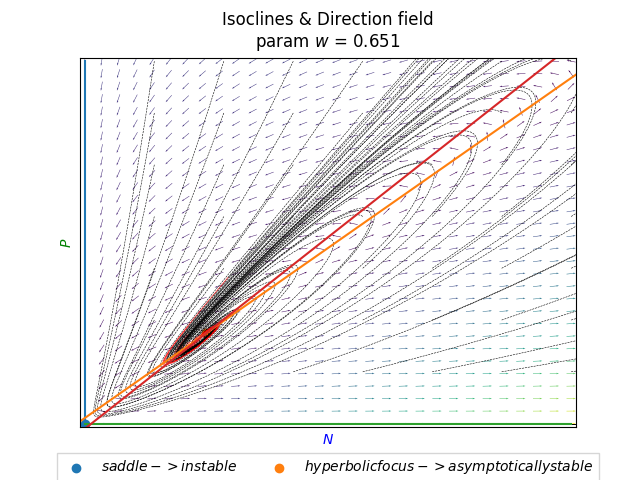 Isoclines & Direction field
param w = 0.651
P
N
saddle−>instable
hyperbolicfocus−>asymptoticallystable